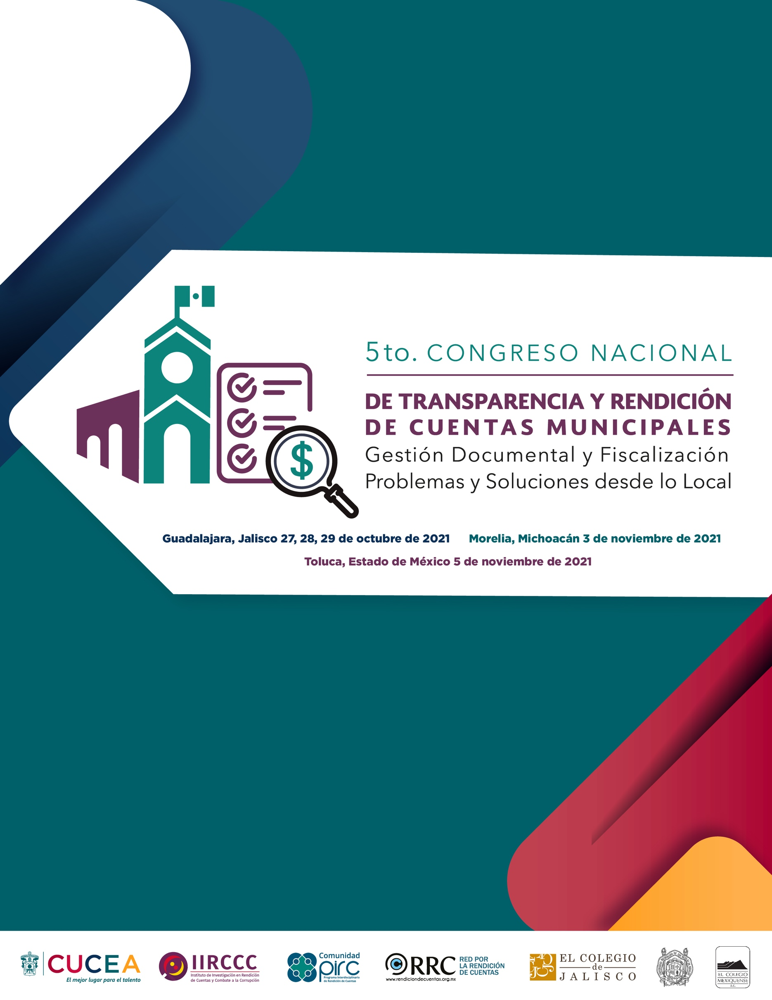 5to. CONGRESO NACIONAL
DE TRANSPARENCIA Y RENDICIÓN
DE CUENTAS MUNICIPALES
Gestión Documental y Fiscalización
Problemas y Soluciones desde lo Local
$
Guadalajara, Jalisco 27, 28, 29 de octubre de 2021 Morelia, Michoacán 3 de noviembre de 2021
Toluca, Estado de México 5 de noviembre de 2021
CUCEA
El mejor lugar para el talento
IIRCCC
Instituto de Investigación en Rendición
de Cuentas y Combate a la Corrupción
Comunidad
pirc
Programa Interdisciplinario
de Rendición de Cuentas
RRC
www.rendiciondecuentas.org.mx
RED POR
LA RENDICIÓN
DE CUENTAS
EL COLEGIO
de
JALISCO
EL COLEGIO
MEXIQUENSE
a.c.